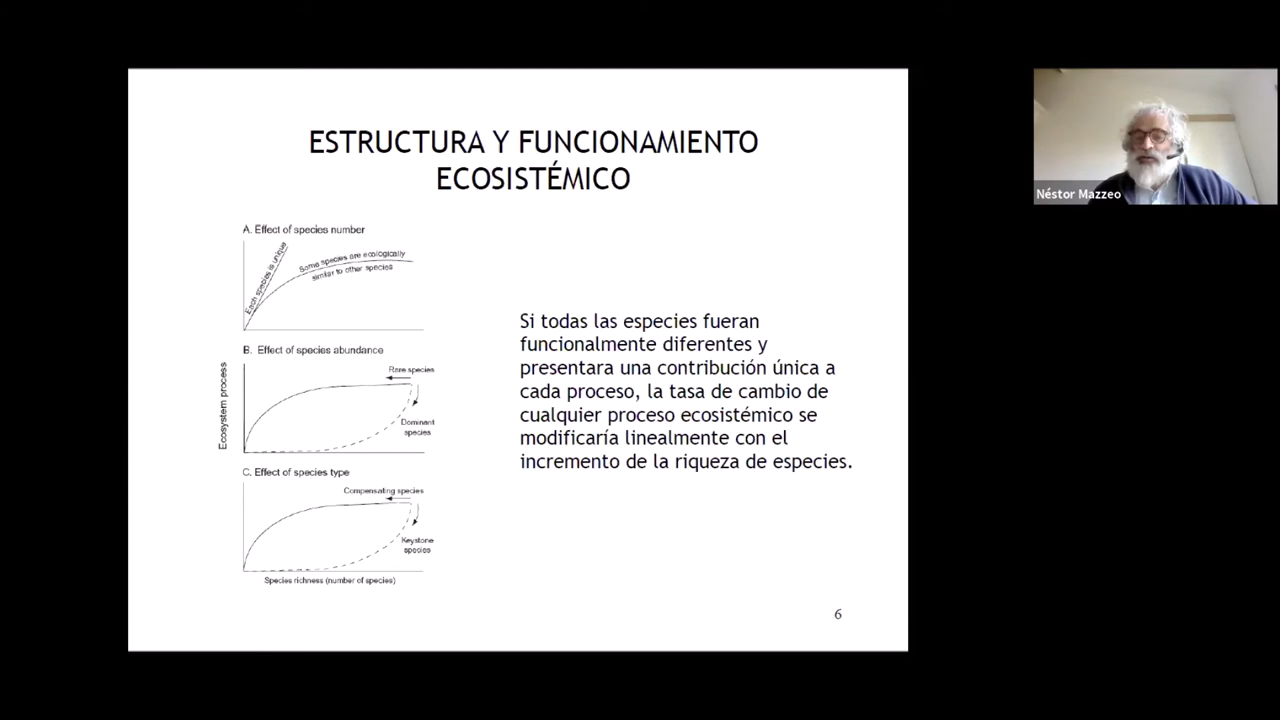 ESTRUCTURA Y FUNCIONAMIENTO
ECOSISTÉMICO
A. Effect of species number
Each species is unique
Some species are ecologically
similar to other species
B. Effect of species abundance
Rare species
Dominant
species
Ecosystem process
C. Effect of species type
Compensating species
Keystone
species
Species richness (number of species)
Si todas las especies fueran
funcionalmente diferentes y
presentara una contribución única a
cada proceso, la tasa de cambio de
cualquier proceso ecosistémico se
modificaría linealmente con el
incremento de la riqueza de especies.
6
Néstor Mazzeo